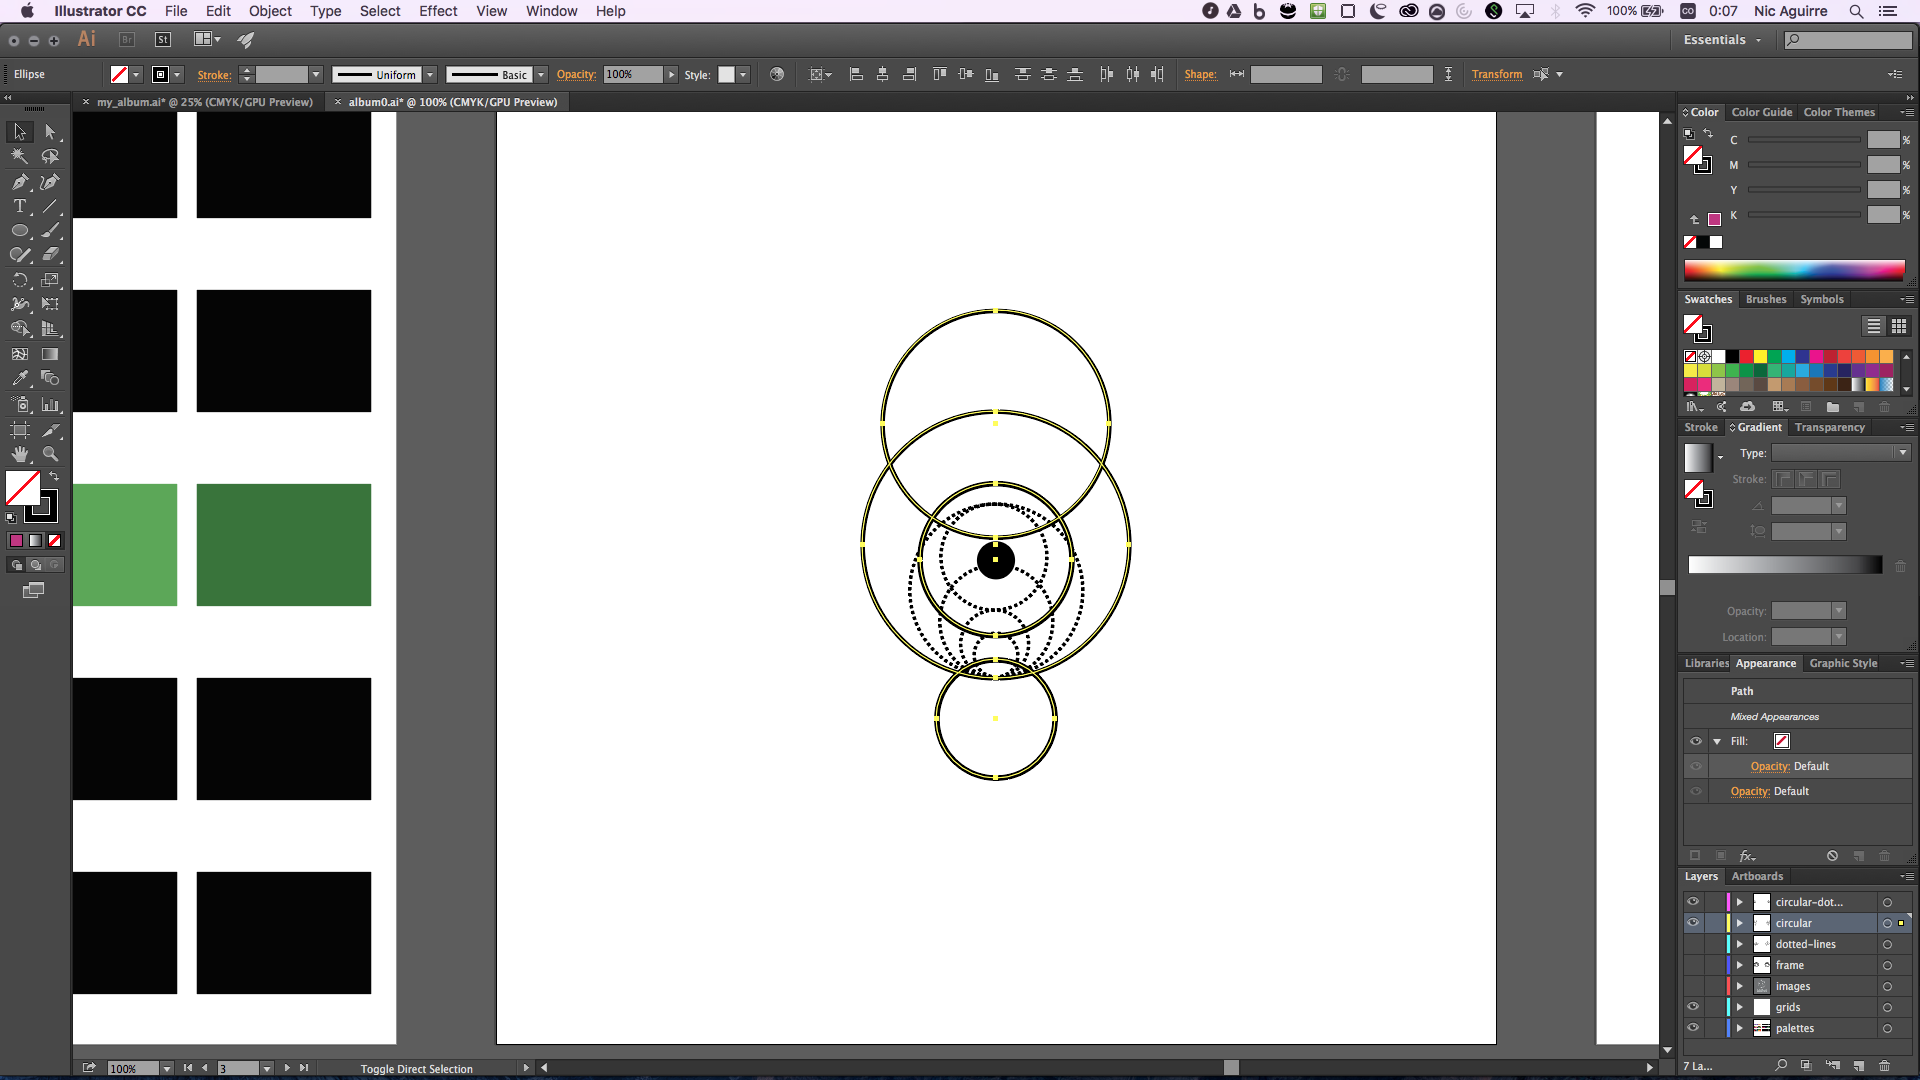 Illustrator CC File Edit Object Type Select Effect View Window Help 100% 0:07 Nic Aguirre
Ai Br St Essentials
Ellipse Stroke: Uniform Basic Opacity: 100% Style: Shape: Transform
× my_album.ai* @ 25% (CMYK/GPU Preview) × album0.ai* @ 100% (CMYK/GPU Preview)
Color Color Guide Color Themes
C %
M %
Y %
K %
Swatches Brushes Symbols
Stroke Gradient Transparency
Type:
Stroke:
Opacity:
Location:
Libraries Appearance Graphic Style
Path
Mixed Appearances
Fill:
Opacity: Default
Opacity: Default
fx
Layers Artboards
circular-dot...
circular
dotted-lines
frame
images
grids
palettes
7 La...
100% 3 Toggle Direct Selection